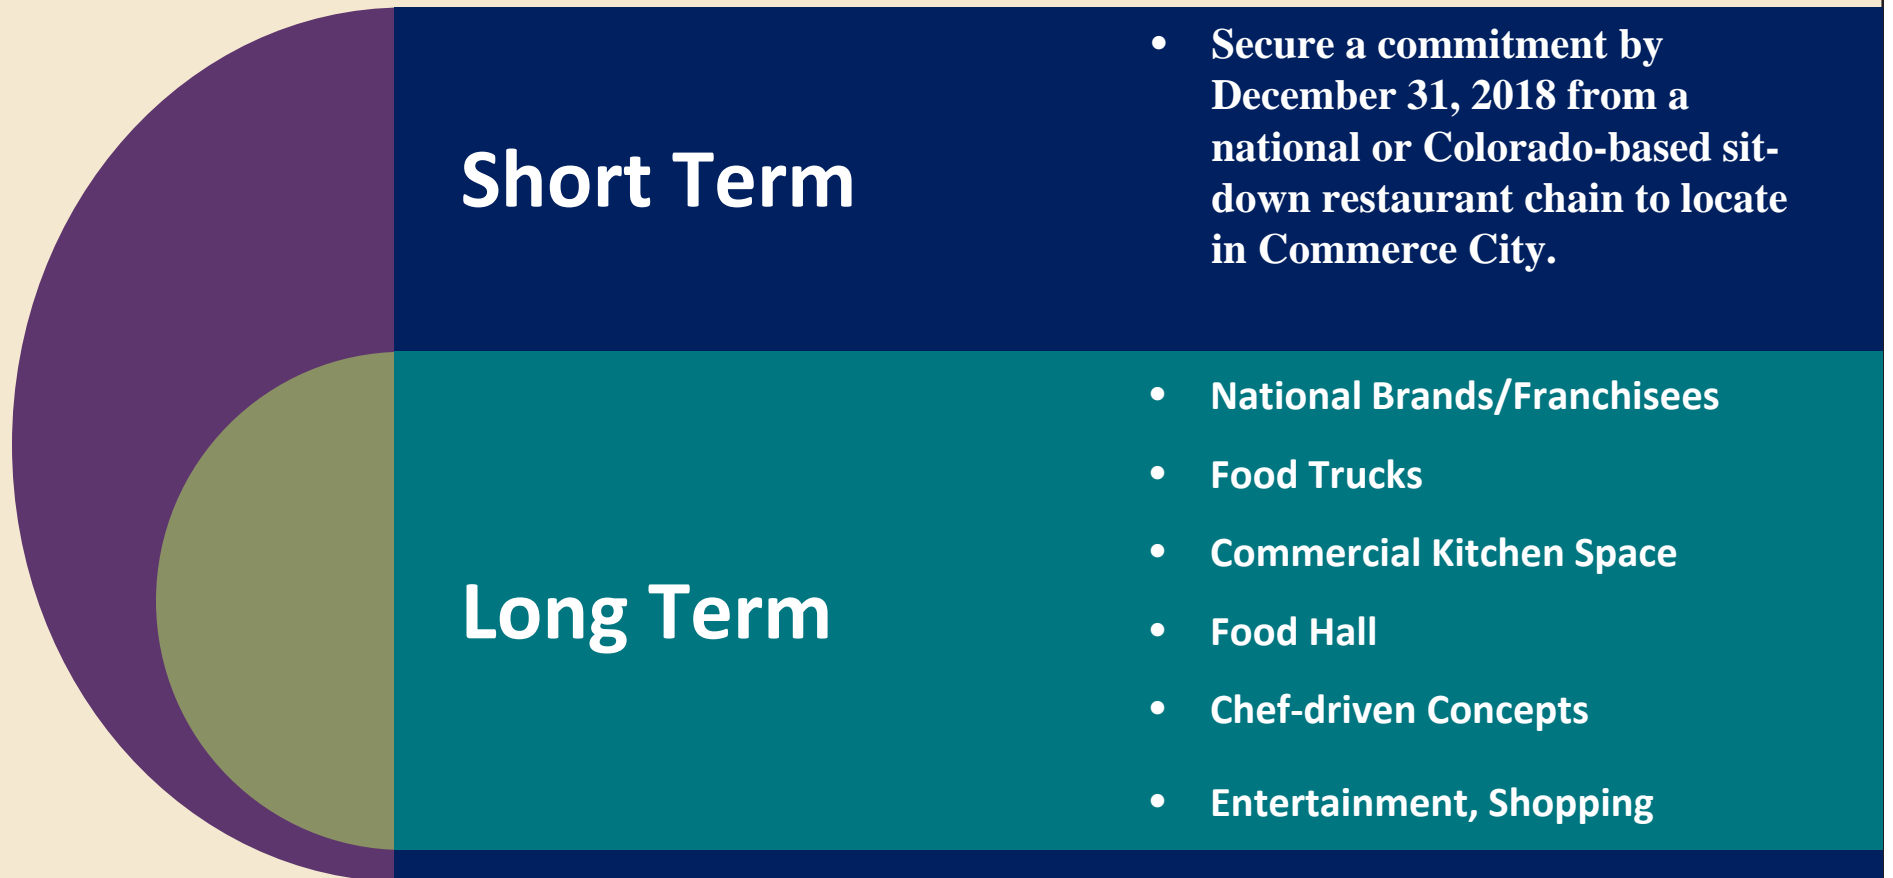 Short Term
• Secure a commitment by
December 31, 2018 from a
national or Colorado-based sit-
down restaurant chain to locate
in Commerce City.
Long Term
• National Brands/Franchisees
• Food Trucks
• Commercial Kitchen Space
• Food Hall
• Chef-driven Concepts
• Entertainment, Shopping